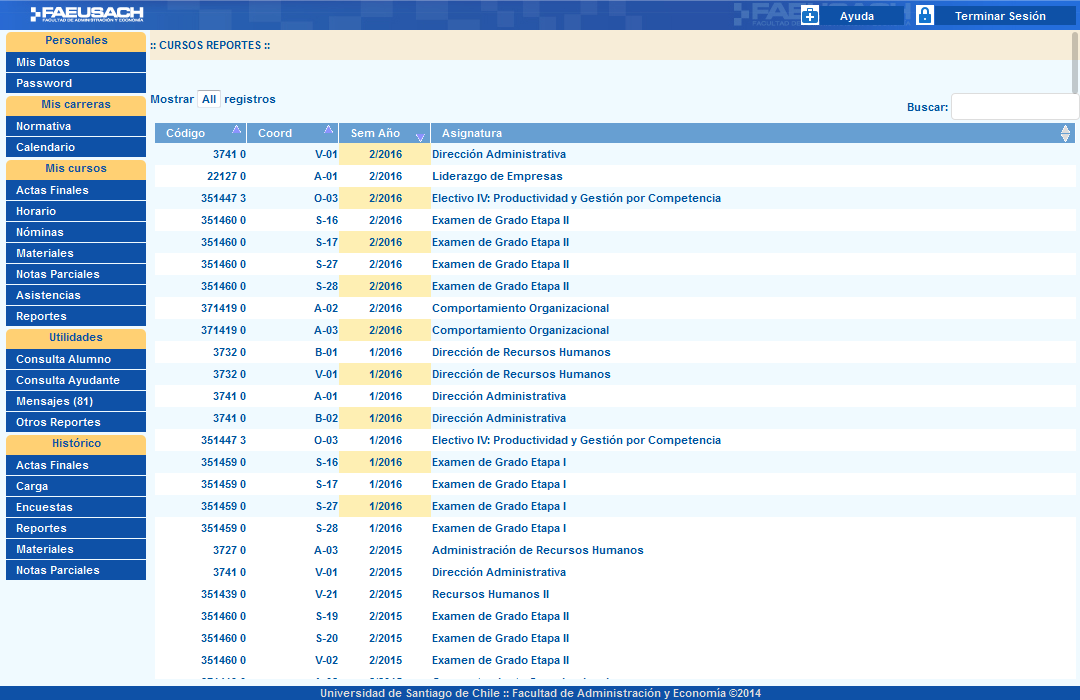 FAEUSACH
FACULTAD DE ADMINISTRACIÓN Y ECONOMÍA
Ayuda
Terminar Sesión
Personales
Mis Datos
Password
Mis carreras
Normativa
Calendario
Mis cursos
Actas Finales
Horario
Nóminas
Materiales
Notas Parciales
Asistencias
Reportes
Utilidades
Consulta Alumno
Consulta Ayudante
Mensajes (81)
Otros Reportes
Histórico
Actas Finales
Carga
Encuestas
Reportes
Materiales
Notas Parciales
:: CURSOS REPORTES ::
Mostrar All registros
Buscar:
Código Coord Sem Año Asignatura
3741 0 V-01 2/2016 Dirección Administrativa
22127 0 A-01 2/2016 Liderazgo de Empresas
351447 3 O-03 2/2016 Electivo IV: Productividad y Gestión por Competencia
351460 0 S-16 2/2016 Examen de Grado Etapa II
351460 0 S-17 2/2016 Examen de Grado Etapa II
351460 0 S-27 2/2016 Examen de Grado Etapa II
351460 0 S-28 2/2016 Examen de Grado Etapa II
371419 0 A-02 2/2016 Comportamiento Organizacional
371419 0 A-03 2/2016 Comportamiento Organizacional
3732 0 B-01 1/2016 Dirección de Recursos Humanos
3732 0 V-01 1/2016 Dirección de Recursos Humanos
3741 0 A-01 1/2016 Dirección Administrativa
3741 0 B-02 1/2016 Dirección Administrativa
351447 3 O-03 1/2016 Electivo IV: Productividad y Gestión por Competencia
351459 0 S-16 1/2016 Examen de Grado Etapa I
351459 0 S-17 1/2016 Examen de Grado Etapa I
351459 0 S-27 1/2016 Examen de Grado Etapa I
351459 0 S-28 1/2016 Examen de Grado Etapa I
3727 0 A-03 2/2015 Administración de Recursos Humanos
3741 0 V-01 2/2015 Dirección Administrativa
351439 0 V-21 2/2015 Recursos Humanos II
351460 0 S-19 2/2015 Examen de Grado Etapa II
351460 0 S-20 2/2015 Examen de Grado Etapa II
351460 0 V-02 2/2015 Examen de Grado Etapa II
Universidad de Santiago de Chile :: Facultad de Administración y Economía ©2014